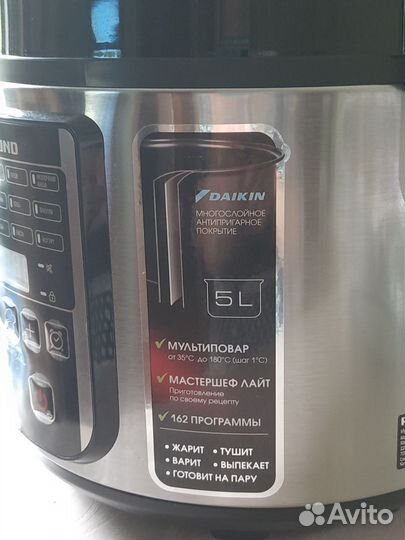 OND
DAIKIN
МНОГОСЛОЙНОЕ
АНТИПРИГАРНОЕ
ПОКРЫТИЕ
5L
МУЛЬТИПОВАР
от 35°C до 180°C (шаг 1°C)
МАСТЕРШЕФ ЛАЙТ
Приготовление
по своему рецепту
162 ПРОГРАММЫ
• ЖАРИТ • ТУШИТ
• ВАРИТ • ВЫПЕКАЕТ
• ГОТОВИТ НА ПАРУ
Avito